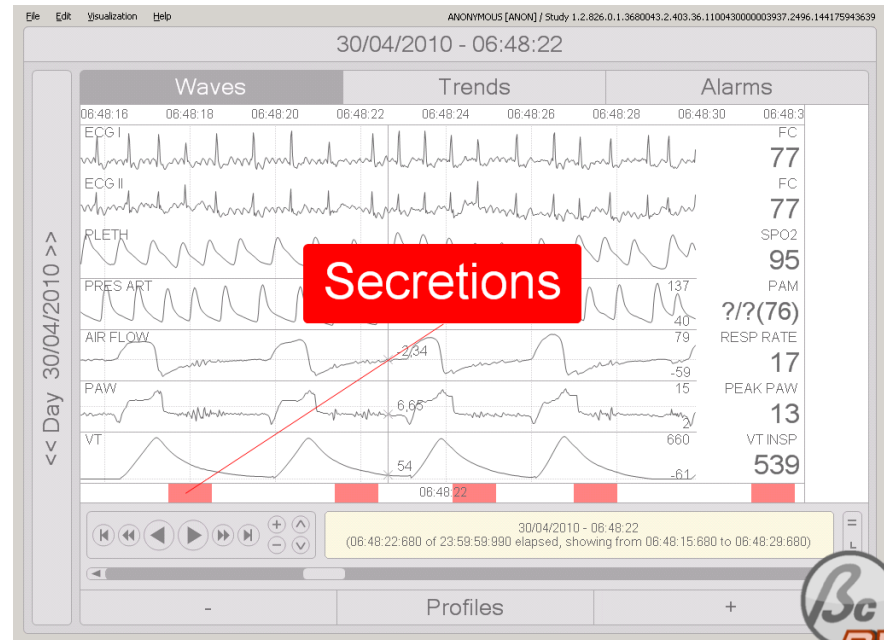 File Edit Visualization Help ANONYMOUS [ANON] / Study 1.2.826.0.1.3680043.2.403.36.1100430000003937.2496.144175943639
30/04/2010 - 06:48:22
Waves Trends Alarms
06:48:16 06:48:18 06:48:20 06:48:22 06:48:24 06:48:26 06:48:28 06:48:30 06:48:3
ECG I FC
77
ECG II FC
77
PLETH SPO2
95
Secretions
PRES ART 137 PAM
40 ?/?(76)
AIR FLOW 79 RESP RATE
-2,34
-59 17
PAW 15 PEAK PAW
6,65
2 13
VT 660 VT INSP
54
-61 539
06:48:22
<< Day 30/04/2010 >>
30/04/2010 - 06:48:22
(06:48:22:680 of 23:59:59:990 elapsed, showing from 06:48:15:680 to 06:48:29:680)
=
L
- Profiles +
βc